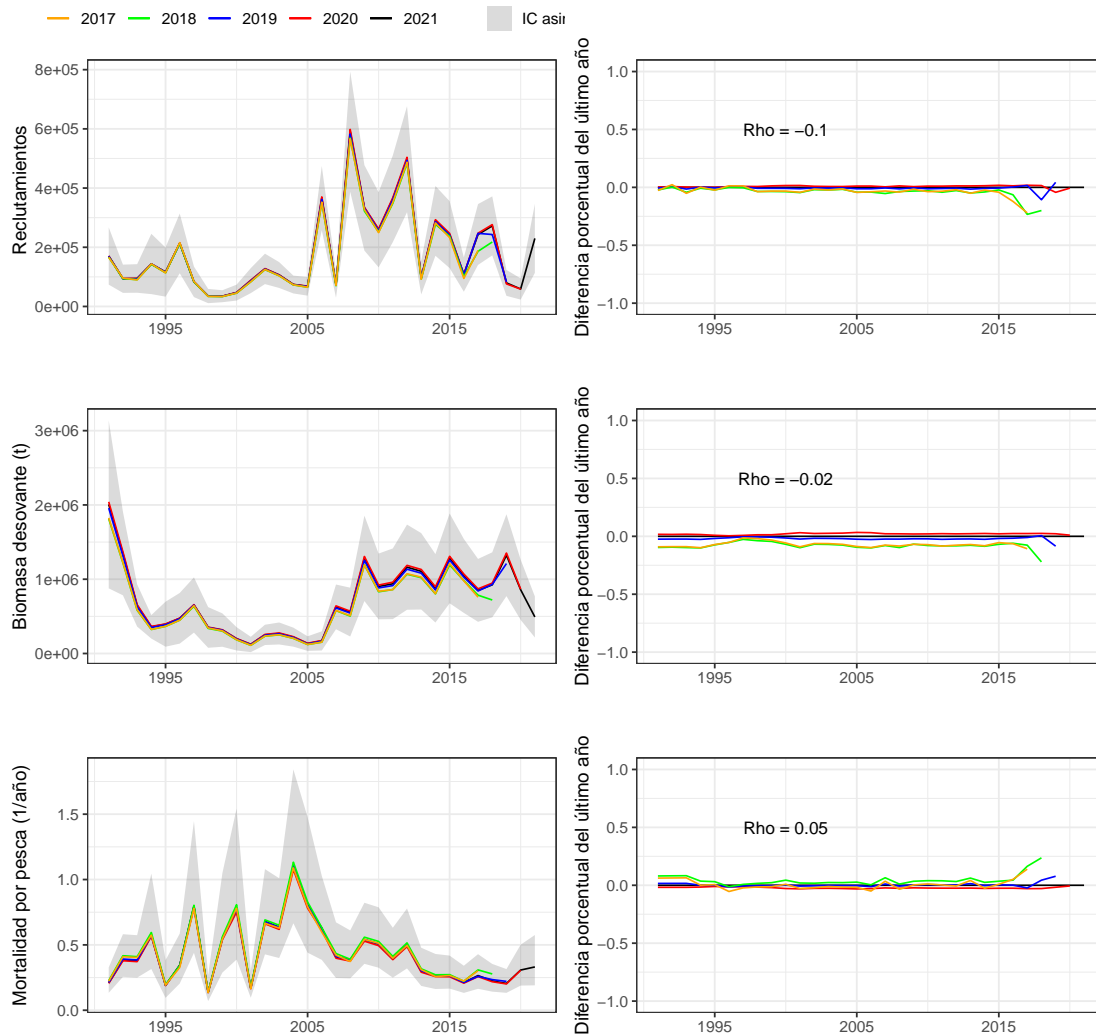 2017 2018 2019 2020 2021 IC asin
Reclutamientos
8e+05
6e+05
4e+05
2e+05
0e+00
1995 2005 2015
Diferencia porcentual del último año
1.0
0.5
0.0
−0.5
−1.0
Rho = −0.1
1995 2005 2015
Biomasa desovante (t)
3e+06
2e+06
1e+06
0e+00
1995 2005 2015
Diferencia porcentual del último año
1.0
0.5
0.0
−0.5
−1.0
Rho = −0.02
1995 2005 2015
Mortalidad por pesca (1/año)
1.5
1.0
0.5
0.0
1995 2005 2015
Diferencia porcentual del último año
1.0
0.5
0.0
−0.5
−1.0
Rho = 0.05
1995 2005 2015